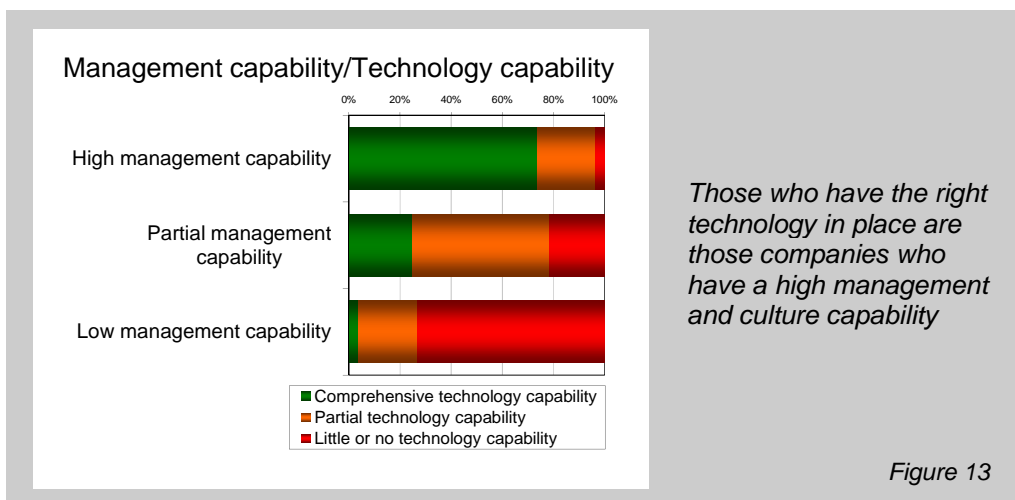 Management capability/Technology capability
0% 20% 40% 60% 80% 100%
High management capability
Partial management
capability
Low management capability
Comprehensive technology capability
Partial technology capability
Little or no technology capability
Those who have the right
technology in place are
those companies who
have a high management
and culture capability
Figure 13